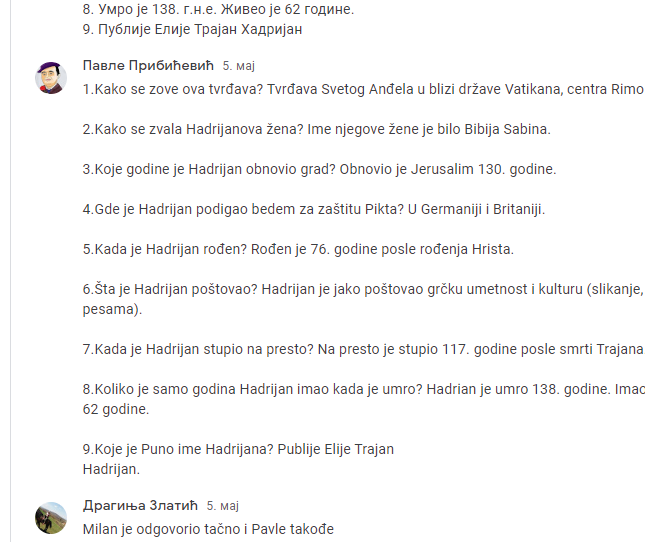 8. Умро је 138. г.н.е. Живео је 62 године.
9. Публије Елије Трајан Хадријан
Павле Прибићевић 5. мај
1.Kako se zove ova tvrđava? Tvrđava Svetog Anđela u blizi države Vatikana, centra Rimo
2.Kako se zvala Hadrijanova žena? Ime njegove žene je bilo Bibija Sabina.
3.Koje godine je Hadrijan obnovio grad? Obnovio je Jerusalim 130. godine.
4.Gde je Hadrijan podigao bedem za zaštitu Pikta? U Germaniji i Britaniji.
5.Kada je Hadrijan rođen? Rođen je 76. godine posle rođenja Hrista.
6.Šta je Hadrijan poštovao? Hadrijan je jako poštovao grčku umetnost i kulturu (slikanje,
pesama).
7.Kada je Hadrijan stupio na presto? Na presto je stupio 117. godine posle smrti Trajana
8.Koliko je samo godina Hadrijan imao kada je umro? Hadrian je umro 138. godine. Imao
62 godine.
9.Koje je Puno ime Hadrijana? Publije Elije Trajan
Hadrijan.
Драгиња Златић 5. мај
Milan je odgovorio tačno i Pavle takođe